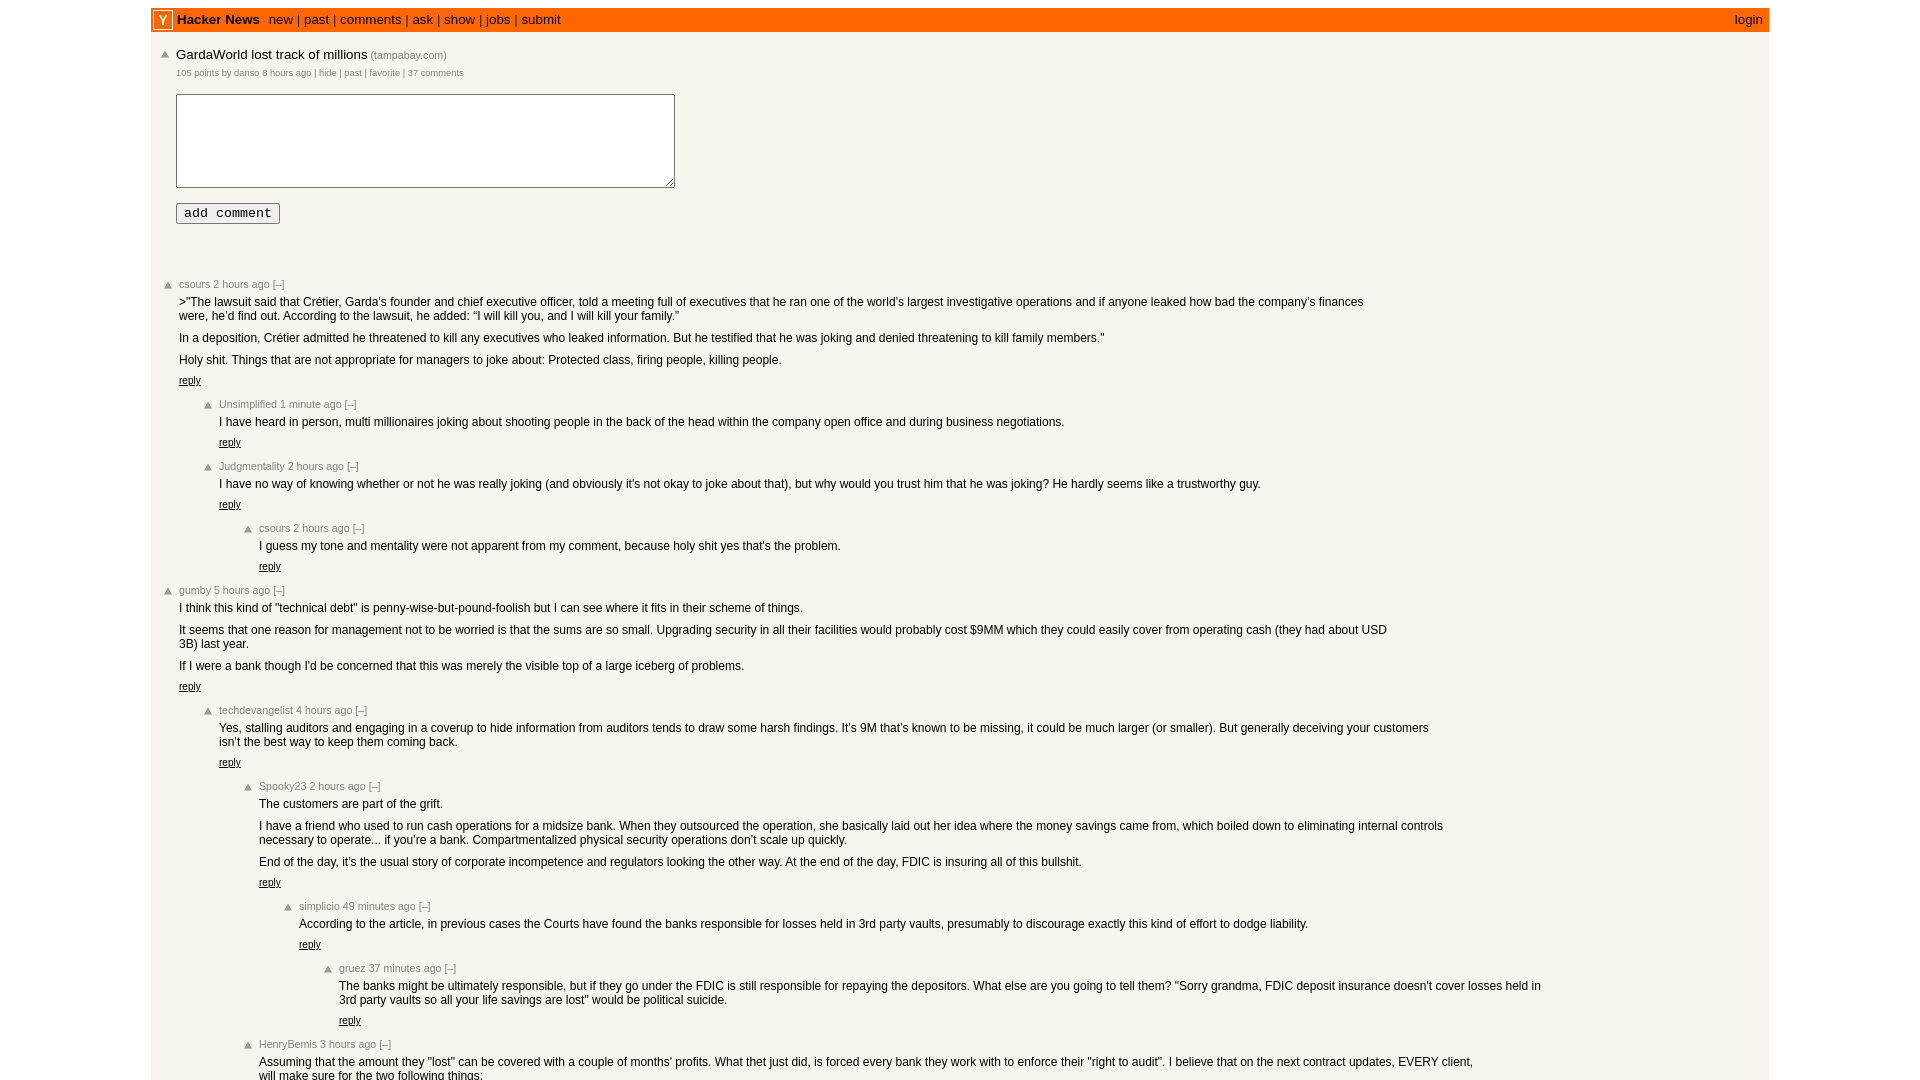 Y Hacker News new | past | comments | ask | show | jobs | submit login
GardaWorld lost track of millions (tampabay.com)
105 points by danso 8 hours ago | hide | past | favorite | 37 comments
add comment
csours 2 hours ago [–]
>"The lawsuit said that Crétier, Garda’s founder and chief executive officer, told a meeting full of executives that he ran one of the world’s largest investigative operations and if anyone leaked how bad the company’s finances
were, he’d find out. According to the lawsuit, he added: “I will kill you, and I will kill your family.”
In a deposition, Crétier admitted he threatened to kill any executives who leaked information. But he testified that he was joking and denied threatening to kill family members."
Holy shit. Things that are not appropriate for managers to joke about: Protected class, firing people, killing people.
reply
Unsimplified 1 minute ago [–]
I have heard in person, multi millionaires joking about shooting people in the back of the head within the company open office and during business negotiations.
reply
Judgmentality 2 hours ago [–]
I have no way of knowing whether or not he was really joking (and obviously it's not okay to joke about that), but why would you trust him that he was joking? He hardly seems like a trustworthy guy.
reply
csours 2 hours ago [–]
I guess my tone and mentality were not apparent from my comment, because holy shit yes that's the problem.
reply
gumby 5 hours ago [–]
I think this kind of "technical debt" is penny-wise-but-pound-foolish but I can see where it fits in their scheme of things.
It seems that one reason for management not to be worried is that the sums are so small. Upgrading security in all their facilities would probably cost $9MM which they could easily cover from operating cash (they had about USD
3B) last year.
If I were a bank though I'd be concerned that this was merely the visible top of a large iceberg of problems.
reply
techdevangelist 4 hours ago [–]
Yes, stalling auditors and engaging in a coverup to hide information from auditors tends to draw some harsh findings. It’s 9M that’s known to be missing, it could be much larger (or smaller). But generally deceiving your customers
isn’t the best way to keep them coming back.
reply
Spooky23 2 hours ago [–]
The customers are part of the grift.
I have a friend who used to run cash operations for a midsize bank. When they outsourced the operation, she basically laid out her idea where the money savings came from, which boiled down to eliminating internal controls
necessary to operate... if you’re a bank. Compartmentalized physical security operations don’t scale up quickly.
End of the day, it’s the usual story of corporate incompetence and regulators looking the other way. At the end of the day, FDIC is insuring all of this bullshit.
reply
simplicio 49 minutes ago [–]
According to the article, in previous cases the Courts have found the banks responsible for losses held in 3rd party vaults, presumably to discourage exactly this kind of effort to dodge liability.
reply
gruez 37 minutes ago [–]
The banks might be ultimately responsible, but if they go under the FDIC is still responsible for repaying the depositors. What else are you going to tell them? "Sorry grandma, FDIC deposit insurance doesn't cover losses held in
3rd party vaults so all your life savings are lost" would be political suicide.
reply
HenryBemis 3 hours ago [–]
Assuming that the amount they "lost" can be covered with a couple of months' profits. What thet just did, is forced every bank they work with to enforce their "right to audit". I believe that on the next contract updates, EVERY client,
will make sure for the two following things: